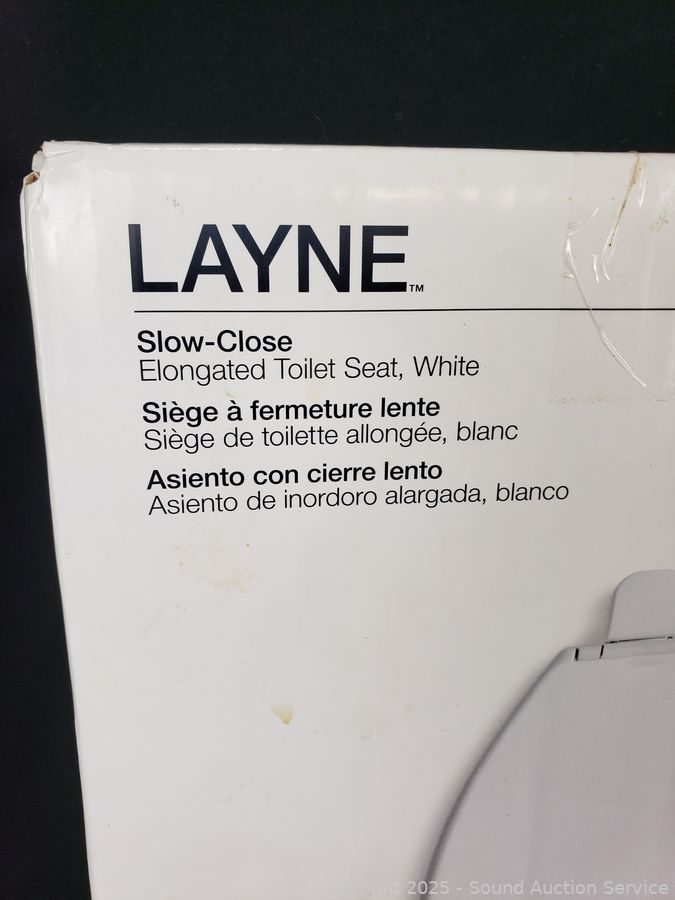 LAYNE™
Slow-Close
Elongated Toilet Seat, White
Siège à fermeture lente
Siège de toilette allongée, blanc
Asiento con cierre lento
Asiento de inordoro alargada, blanco
2025 - Sound Auction Service